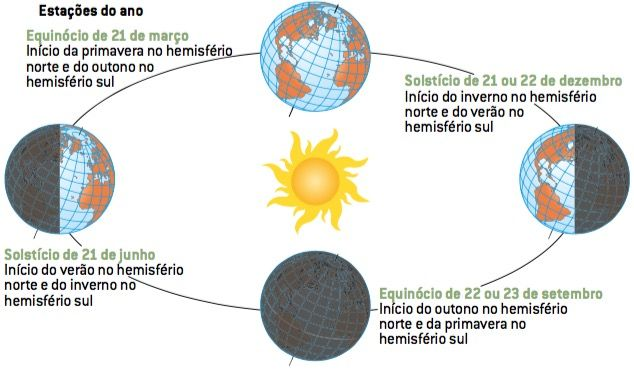 Estações do ano
Equinócio de 21 de março
Início da primavera no hemisfério
norte e do outono no
hemisfério sul
Solstício de 21 ou 22 de dezembro
Início do inverno no hemisfério
norte e do verão no
hemisfério sul
Solstício de 21 de junho
Início do verão no hemisfério
norte e do inverno no
hemisfério sul
Equinócio de 22 ou 23 de setembro
Início do outono no hemisfério
norte e da primavera no
hemisfério sul